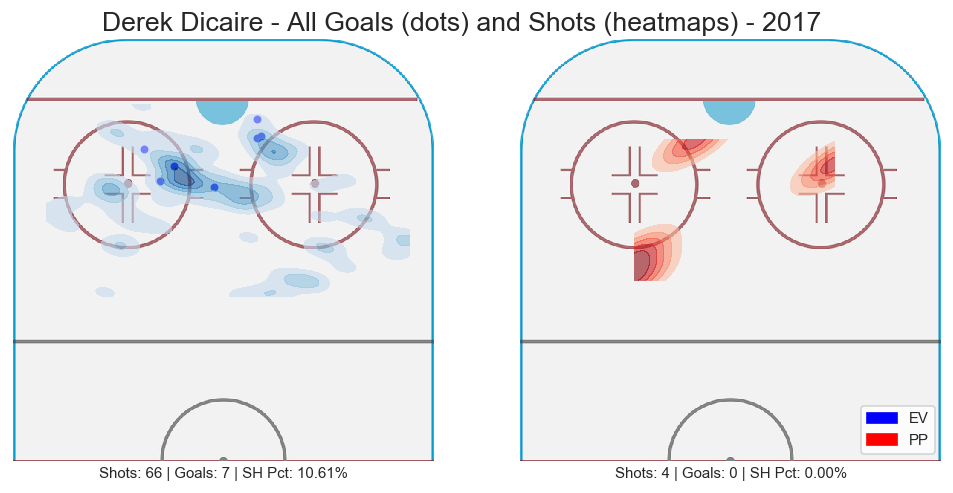 Derek Dicaire - All Goals (dots) and Shots (heatmaps) - 2017
EV
PP
Shots: 66 | Goals: 7 | SH Pct: 10.61%
Shots: 4 | Goals: 0 | SH Pct: 0.00%